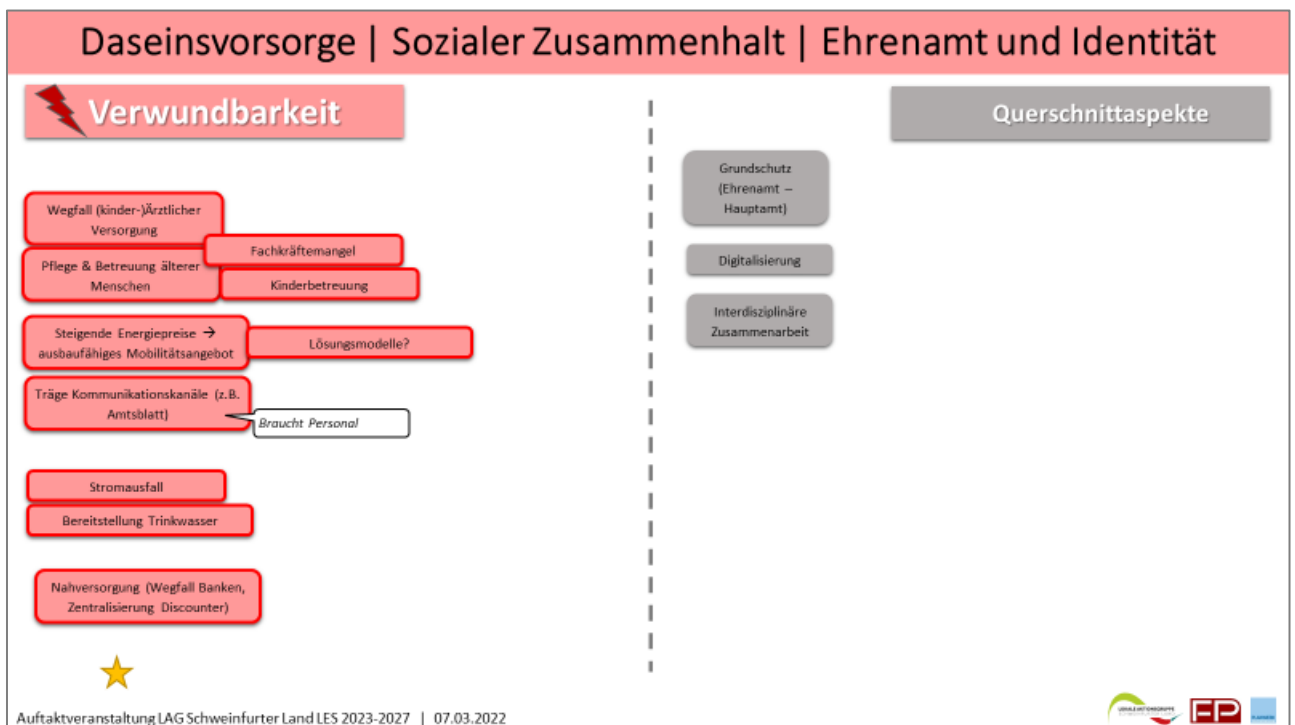 Daseinsvorsorge | Sozialer Zusammenhalt | Ehrenamt und Identität
Verwundbarkeit
Wegfall (kinder-)Ärztlicher
Versorgung
Fachkräftemangel
Pflege & Betreuung älterer
Menschen
Kinderbetreuung
Steigende Energiepreise →
ausbaufähiges Mobilitätsangebot
Lösungsmodelle?
Träge Kommunikationskanäle (z.B.
Amtsblatt)
Braucht Personal
Stromausfall
Bereitstellung Trinkwasser
Nahversorgung (Wegfall Banken,
Zentralisierung Discounter)
Querschnittaspekte
Grundschutz
(Ehrenamt –
Hauptamt)
Digitalisierung
Interdisziplinäre
Zusammenarbeit
Auftaktveranstaltung LAG Schweinfurter Land LES 2023-2027 | 07.03.2022